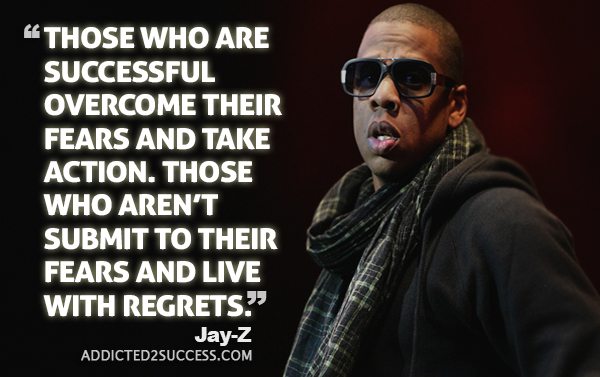 “ THOSE WHO ARE
SUCCESSFUL
OVERCOME THEIR
FEARS AND TAKE
ACTION. THOSE
WHO AREN’T
SUBMIT TO THEIR
FEARS AND LIVE
WITH REGRETS.”
Jay-Z
ADDICTED2SUCCESS.COM